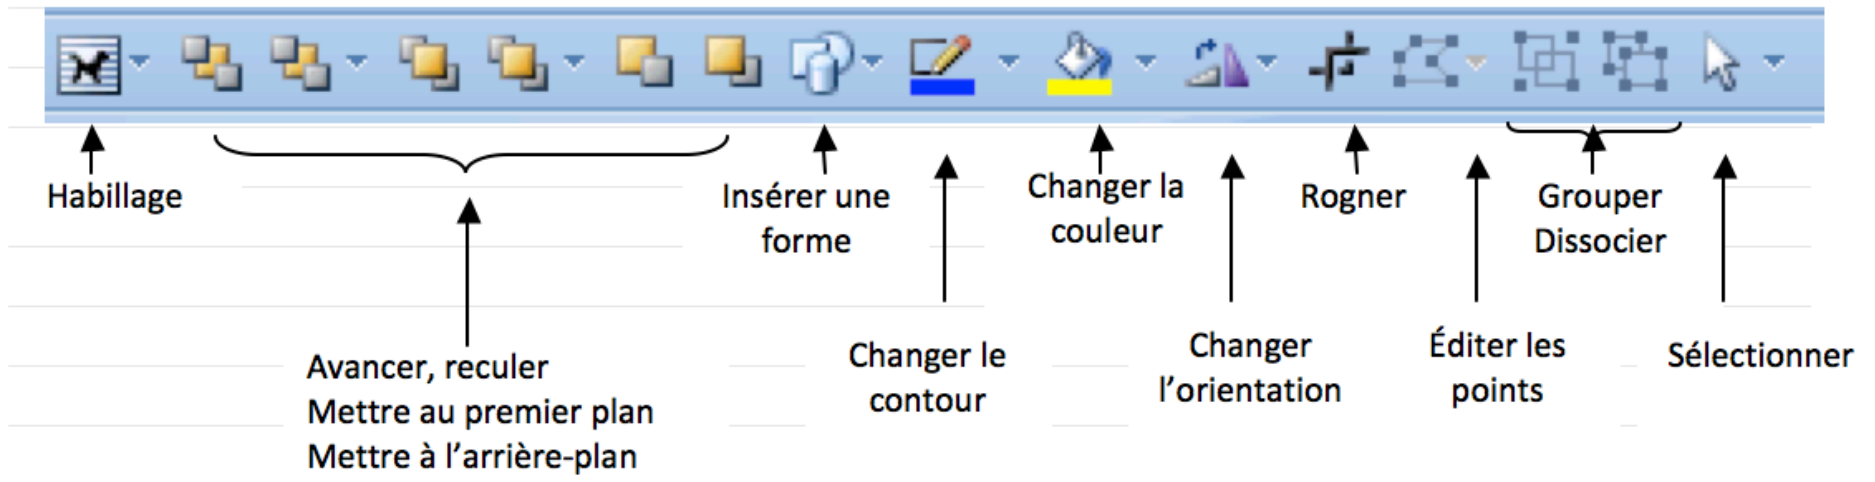 Habillage
Avancer, reculer
Mettre au premier plan
Mettre à l’arrière-plan
Insérer une
forme
Changer le
contour
Changer la
couleur
Changer
l’orientation
Rogner
Éditer les
points
Grouper
Dissocier
Sélectionner